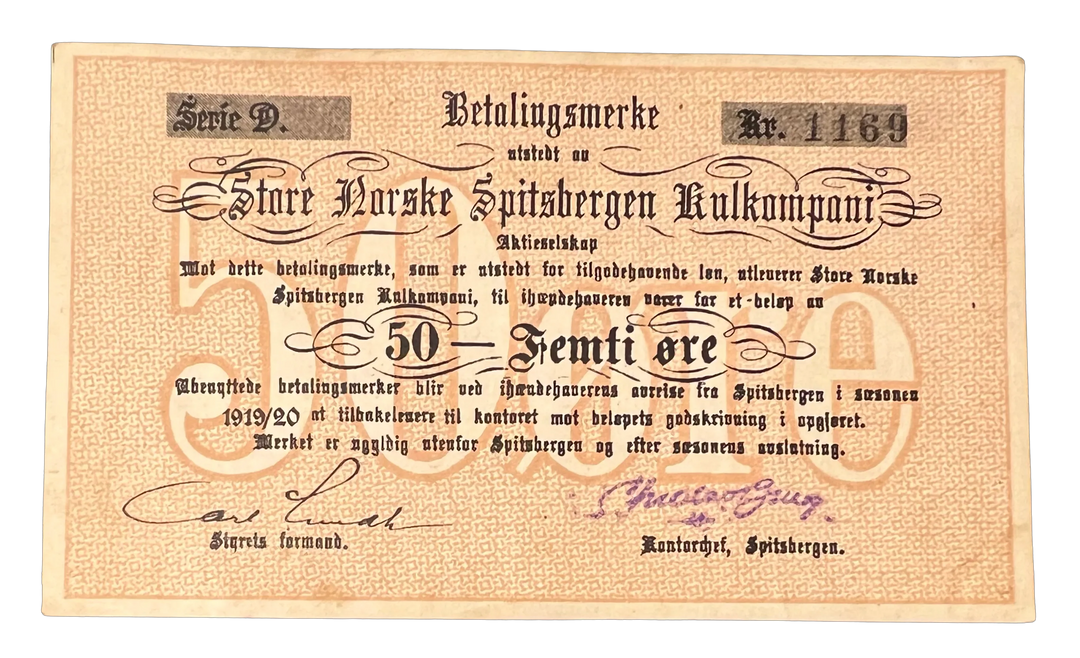 Serie D.
Betalingsmerke
Nr. 1169
utstedt av
Store Norske Spitsbergen Kulkompani
Aktieselskap
Mot dette betalingsmerke, som er utstedt for tilgodehavende løn, utleverer Store Norske
Spitsbergen Kulkompani, til ihændehaveren varer for et beløp av
50 — Femti øre
50 øre
Ubenyttede betalingsmerker blir ved ihændehaverens avreise fra Spitsbergen i sæsonen
1919/20 at tilbakelevere til kontoret mot beløpets godskrivning i opgjøret.
Merket er ugyldig utenfor Spitsbergen og efter sæsonens avslutning.
Carl
Styrets formand.
Kontorchef, Spitsbergen.